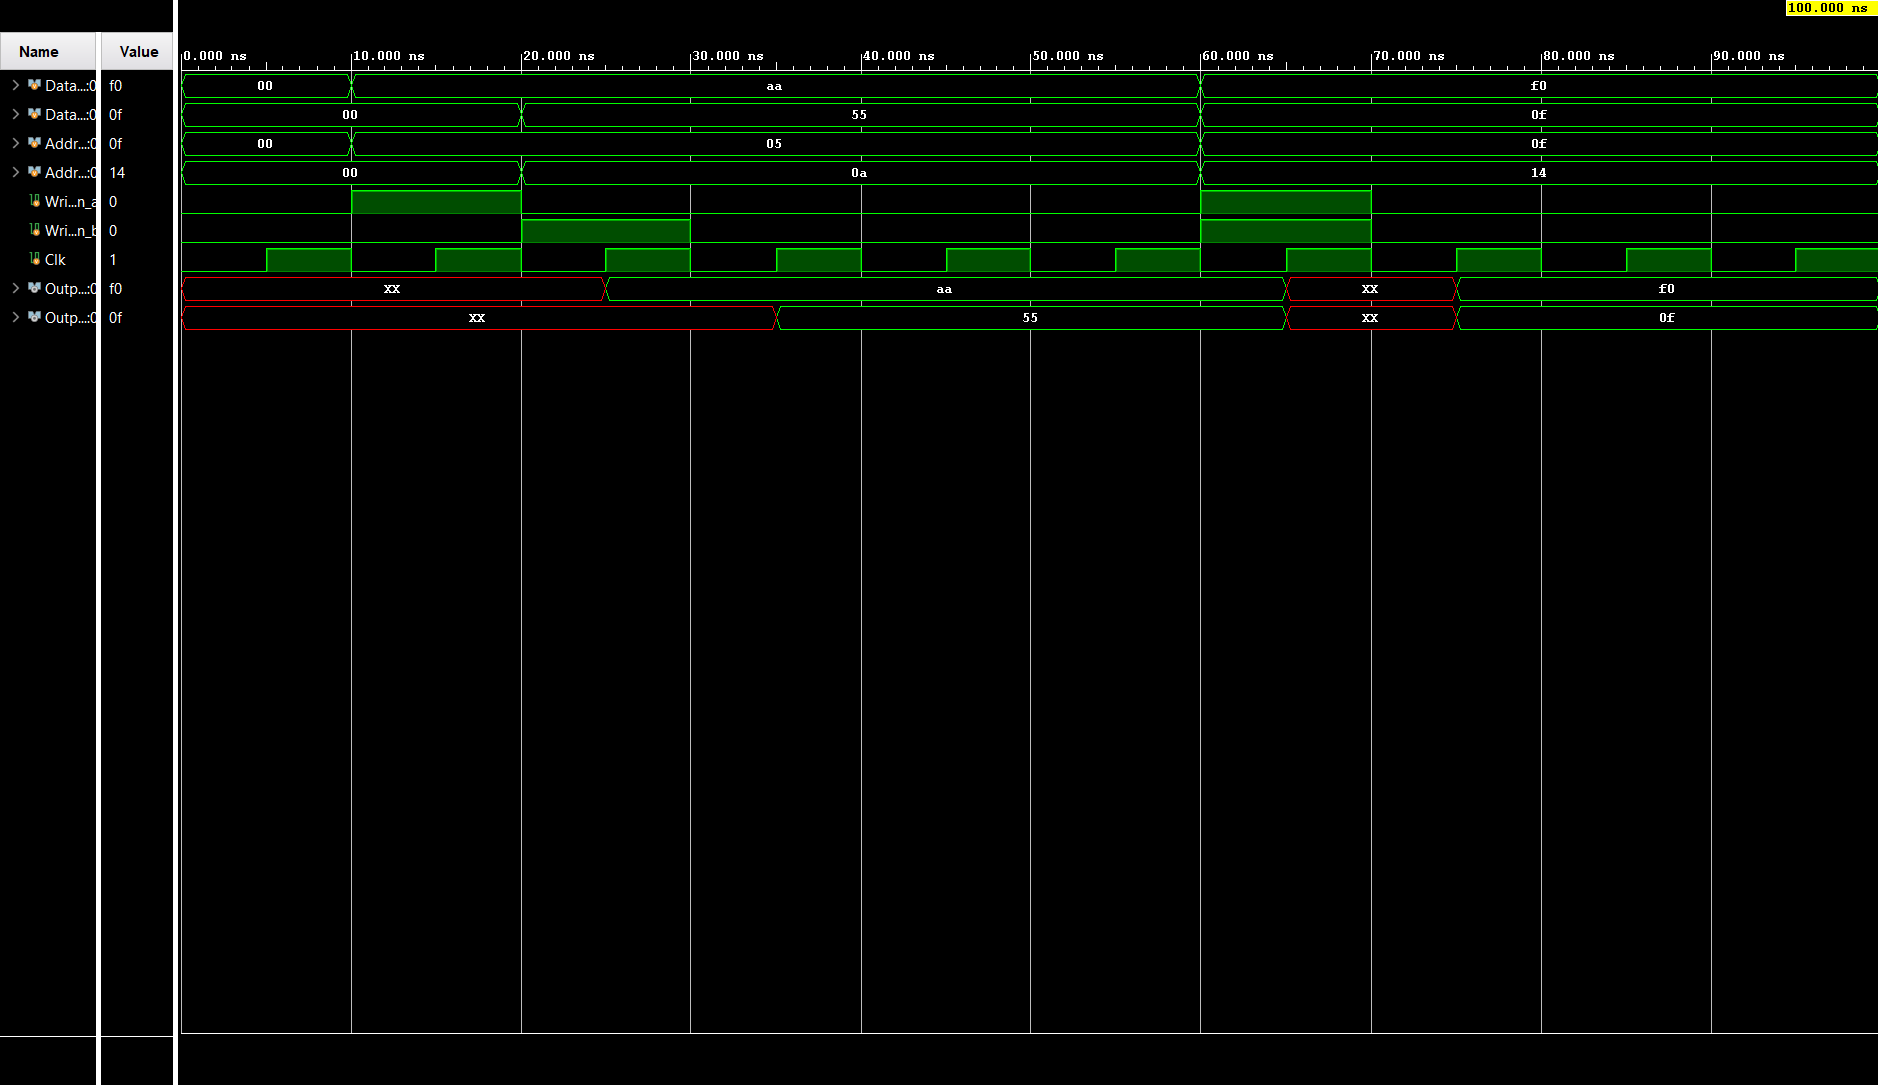 100.000 ns
Name Value
0.000 ns 10.000 ns 20.000 ns 30.000 ns 40.000 ns 50.000 ns 60.000 ns 70.000 ns 80.000 ns 90.000 ns
Data...:0 f0 00 aa f0
Data...:0 0f 00 55 0f
Addr...:0 0f 00 05 0f
Addr...:0 14 00 0a 14
Wri...n_a 0
Wri...n_b 0
Clk 1
Outp...:0 f0 XX aa XX f0
Outp...:0 0f XX 55 XX 0f